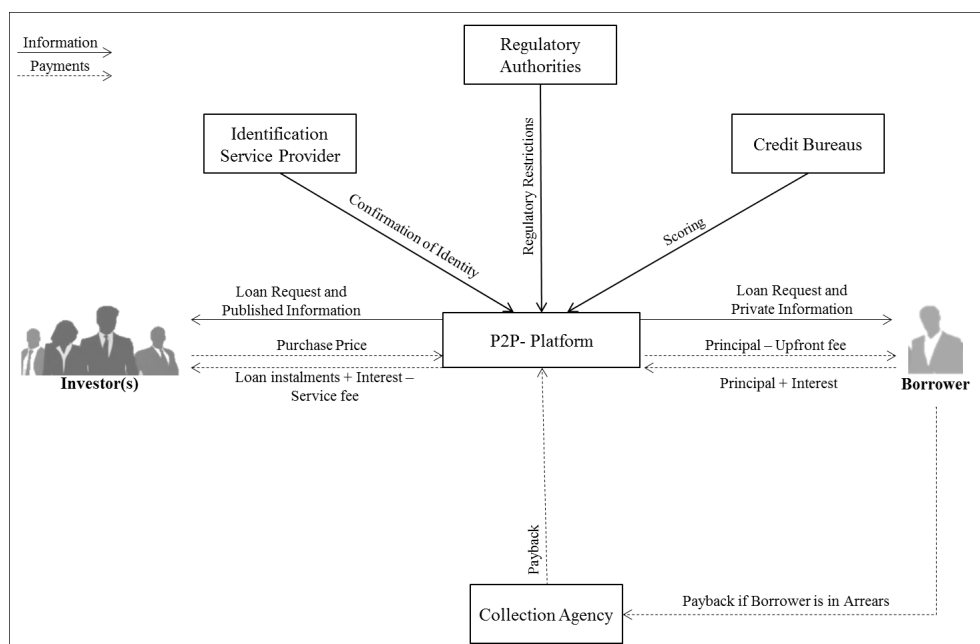 Information
Payments
Regulatory
Authorities
Identification
Service Provider
Credit Bureaus
Confirmation of Identity
Regulatory Restrictions
Scoring
Loan Request and
Published Information
Loan Request and
Private Information
P2P- Platform
Purchase Price
Principal – Upfront fee
Loan instalments + Interest –
Service fee
Principal + Interest
Investor(s)
Borrower
Payback
Collection Agency
Payback if Borrower is in Arrears